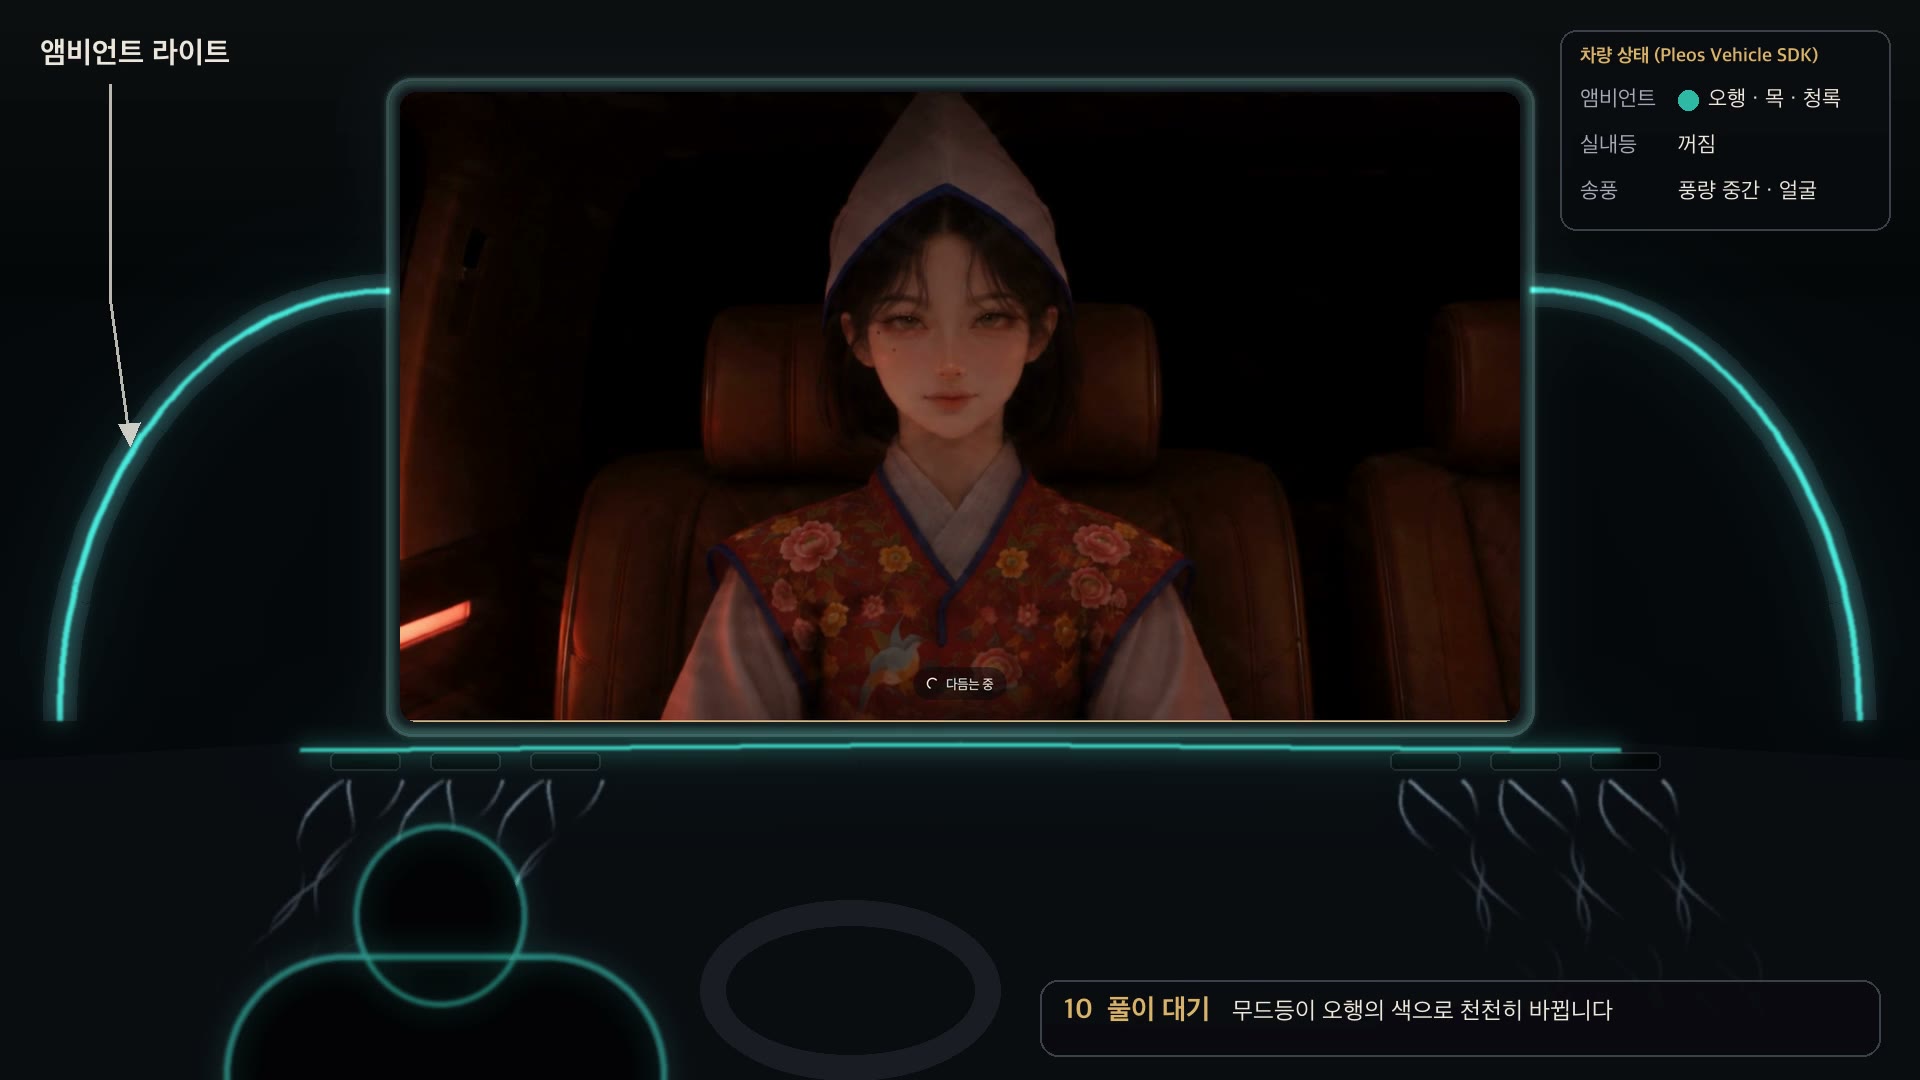 앰비언트 라이트
차량 상태 (Pleos Vehicle SDK)
앰비언트 오행 · 목 · 청록
실내등 꺼짐
송풍 풍량 중간 · 얼굴
다듬는 중
10 풀이 대기 무드등이 오행의 색으로 천천히 바뀝니다